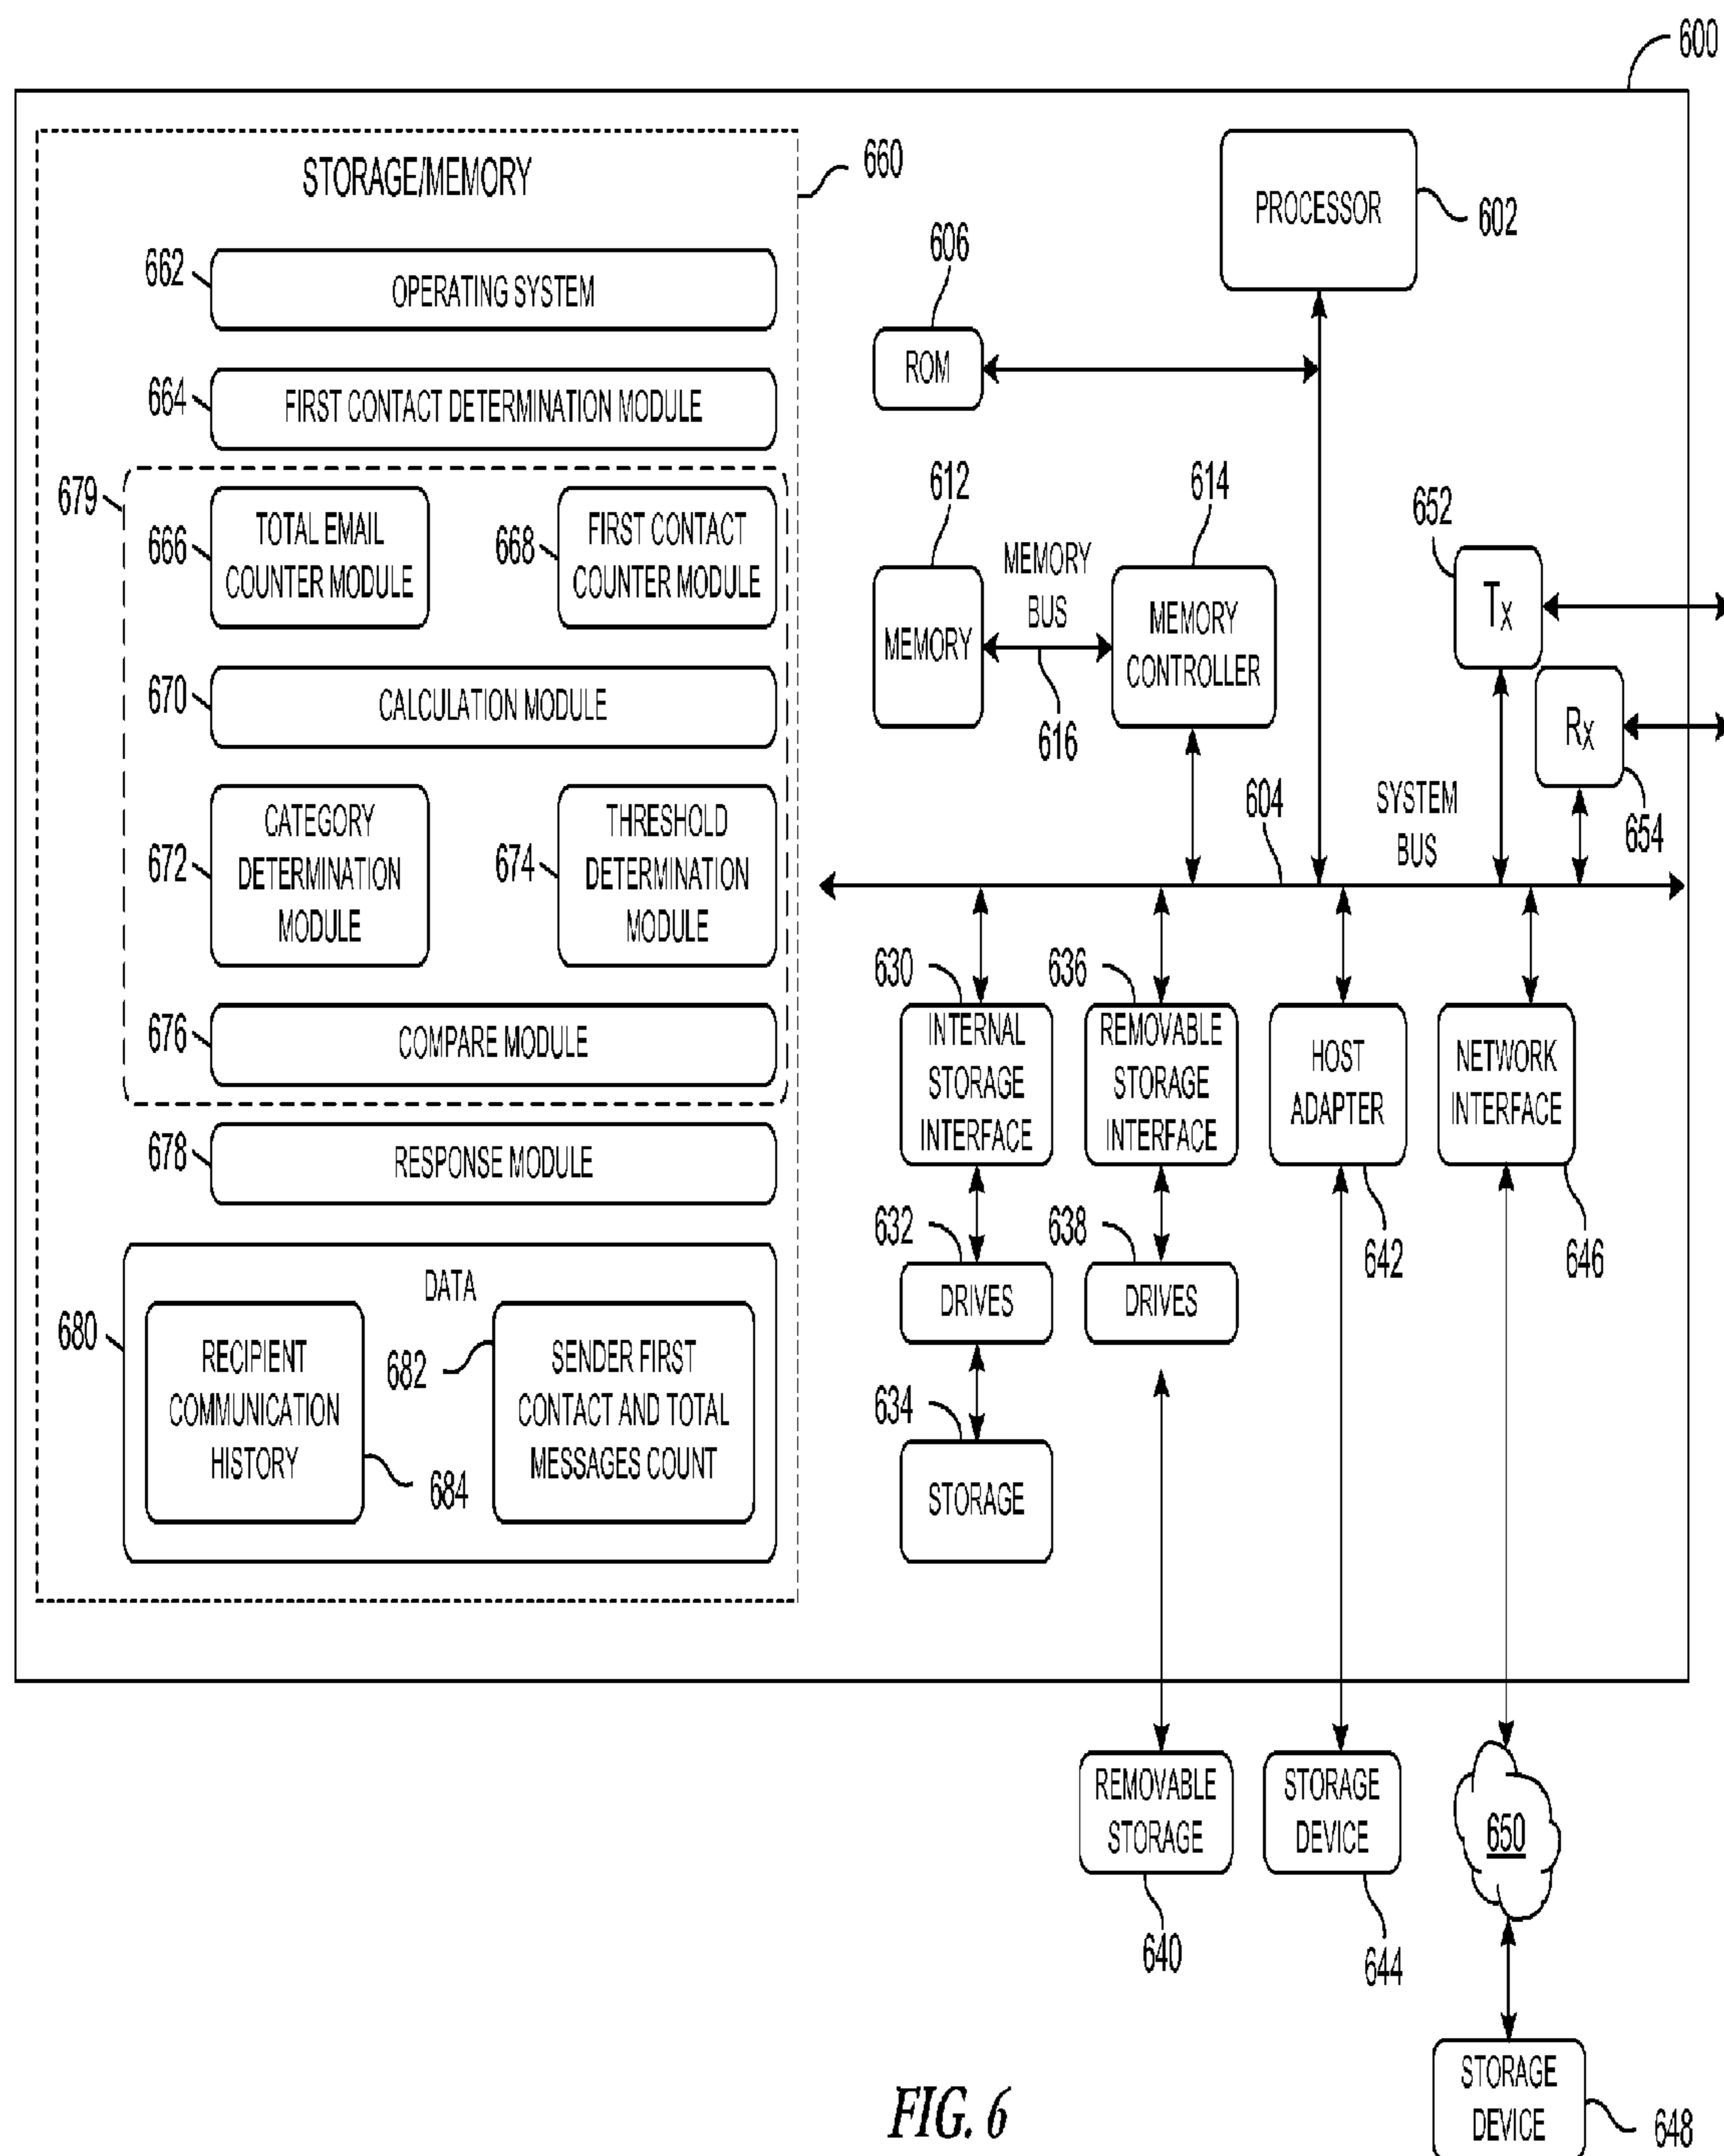 600
STORAGE/MEMORY
660
662
OPERATING SYSTEM
664
FIRST CONTACT DETERMINATION MODULE
679
666
TOTAL EMAIL
COUNTER MODULE
668
FIRST CONTACT
COUNTER MODULE
670
CALCULATION MODULE
672
CATEGORY
DETERMINATION
MODULE
674
THRESHOLD
DETERMINATION
MODULE
676
COMPARE MODULE
678
RESPONSE MODULE
680
DATA
RECIPIENT
COMMUNICATION
HISTORY
684
682
SENDER FIRST
CONTACT AND TOTAL
MESSAGES COUNT
PROCESSOR
602
606
ROM
612
MEMORY
MEMORY
BUS
616
614
MEMORY
CONTROLLER
652
Tx
Rx
654
604
SYSTEM
BUS
630
INTERNAL
STORAGE
INTERFACE
636
REMOVABLE
STORAGE
INTERFACE
HOST
ADAPTER
642
NETWORK
INTERFACE
646
632
DRIVES
638
DRIVES
634
STORAGE
REMOVABLE
STORAGE
640
STORAGE
DEVICE
644
650
STORAGE
DEVICE
648
FIG. 6